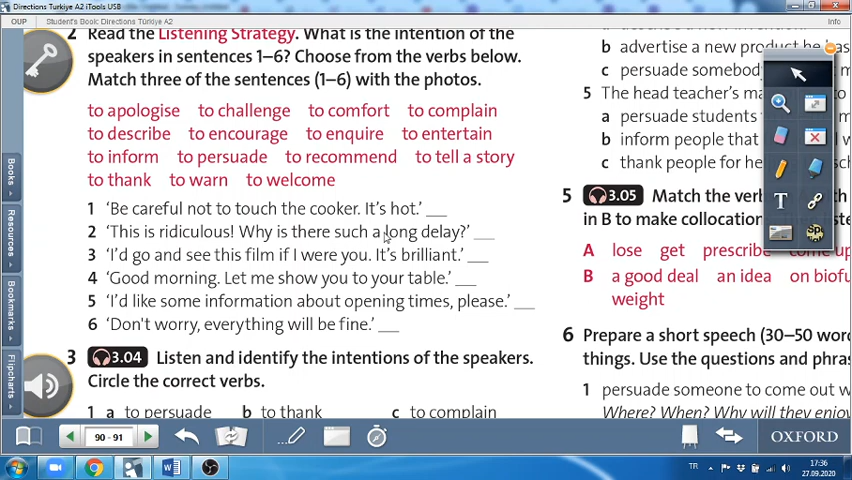 Directions Türkiye A2 iTools USB
OUP Student's Book: Directions Türkiye A2 Info
2 Read the Listening Strategy. What is the intention of the
speakers in sentences 1–6? Choose from the verbs below.
Match three of the sentences (1–6) with the photos.
to apologise to challenge to comfort to complain
to describe to encourage to enquire to entertain
to inform to persuade to recommend to tell a story
to thank to warn to welcome
1 'Be careful not to touch the cooker. It's hot.' ___
2 'This is ridiculous! Why is there such a long delay?' ___
3 'I'd go and see this film if I were you. It's brilliant.' ___
4 'Good morning. Let me show you to your table.' ___
5 'I'd like some information about opening times, please.' ___
6 'Don't worry, everything will be fine.' ___
3 3.04 Listen and identify the intentions of the speakers.
Circle the correct verbs.
1 a to persuade b to thank c to complain
b advertise a new product he has
c persuade somebody
5 The head teacher's
a persuade students
b inform people that
c thank people for
5 3.05 Match the
in B to make
A lose get prescribe come up
B a good deal an idea on
weight
6 Prepare a short speech (30–50
things. Use the questions and
1 persuade someone to come out
Where? When? Why will they
Books
Resources
Bookmarks
Flipcharts
T
90 - 91
OXFORD
W
TR
17:36
27.09.2020